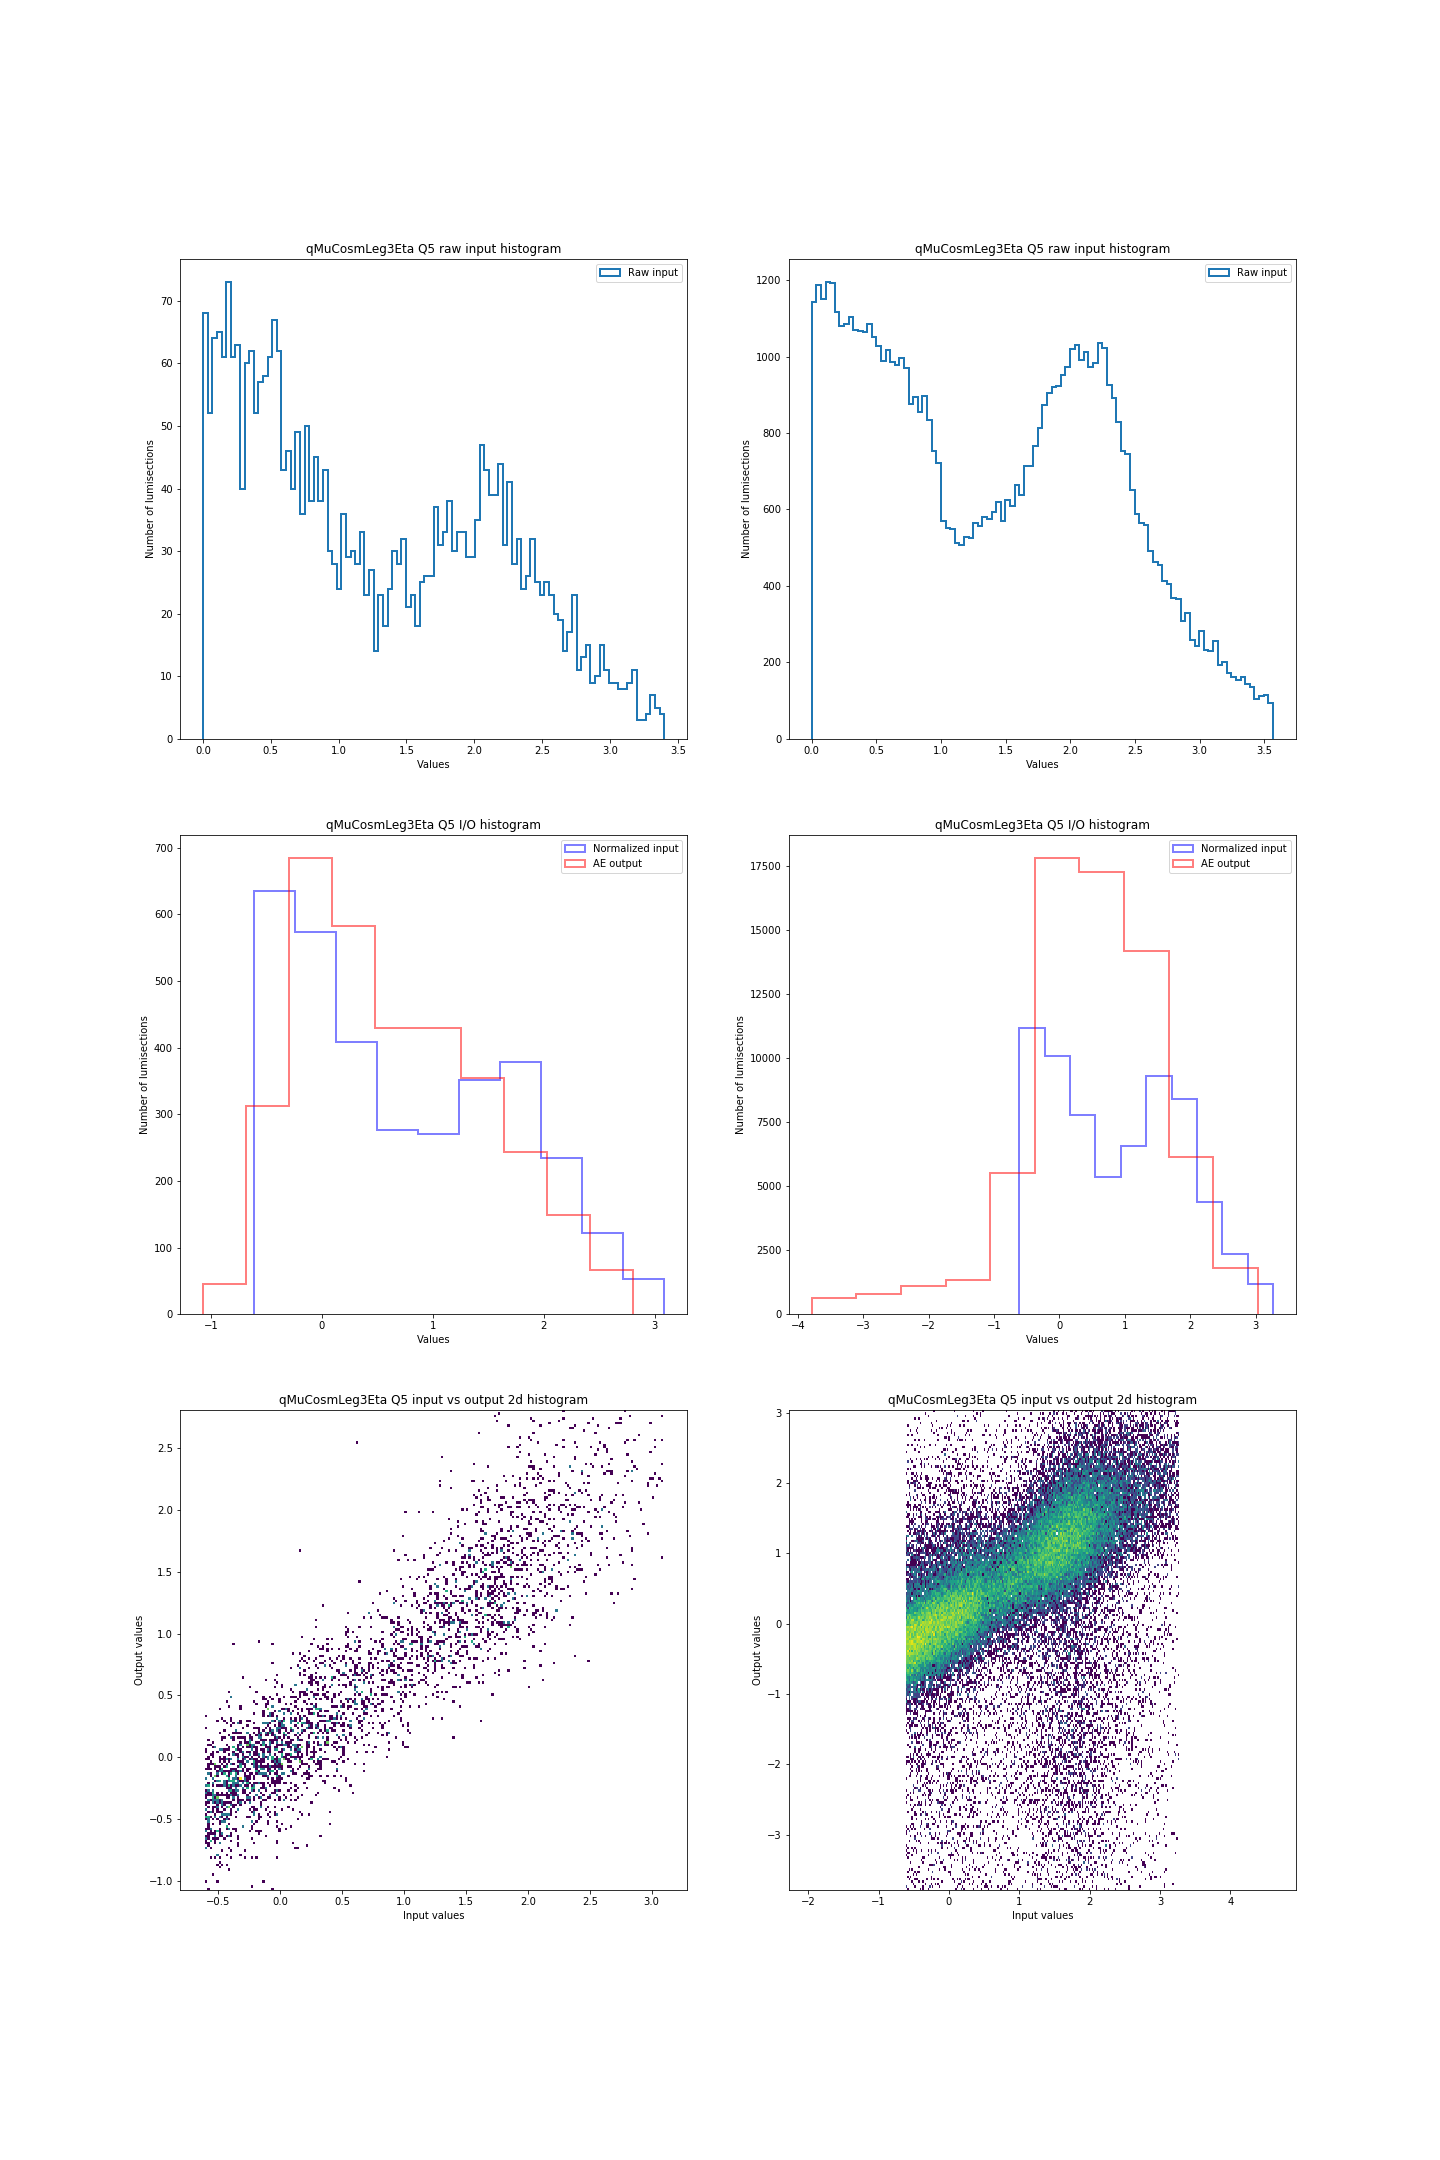 qMuCosmLeg3Eta Q5 raw input histogram
Raw input
70
60
50
40
30
20
10
0
Number of lumisections
0.0 0.5 1.0 1.5 2.0 2.5 3.0 3.5
Values
qMuCosmLeg3Eta Q5 raw input histogram
Raw input
1200
1000
800
600
400
200
0
Number of lumisections
0.0 0.5 1.0 1.5 2.0 2.5 3.0 3.5
Values
qMuCosmLeg3Eta Q5 I/O histogram
Normalized input
AE output
700
600
500
400
300
200
100
0
Number of lumisections
−1 0 1 2 3
Values
qMuCosmLeg3Eta Q5 I/O histogram
Normalized input
AE output
17500
15000
12500
10000
7500
5000
2500
0
Number of lumisections
−4 −3 −2 −1 0 1 2 3
Values
qMuCosmLeg3Eta Q5 input vs output 2d histogram
2.5
2.0
1.5
1.0
0.5
0.0
−0.5
−1.0
Output values
−0.5 0.0 0.5 1.0 1.5 2.0 2.5 3.0
Input values
qMuCosmLeg3Eta Q5 input vs output 2d histogram
3
2
1
0
−1
−2
−3
Output values
−2 −1 0 1 2 3 4
Input values